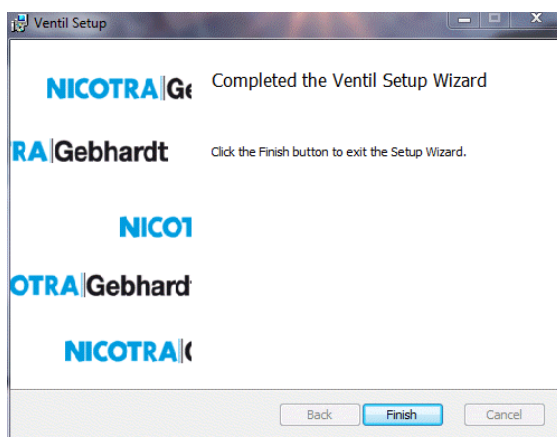 Ventil Setup
NICOTRA Ge
Completed the Ventil Setup Wizard
RA Gebhardt
Click the Finish button to exit the Setup Wizard.
NICOT
OTRA Gebhard
NICOTRA
Back Finish Cancel